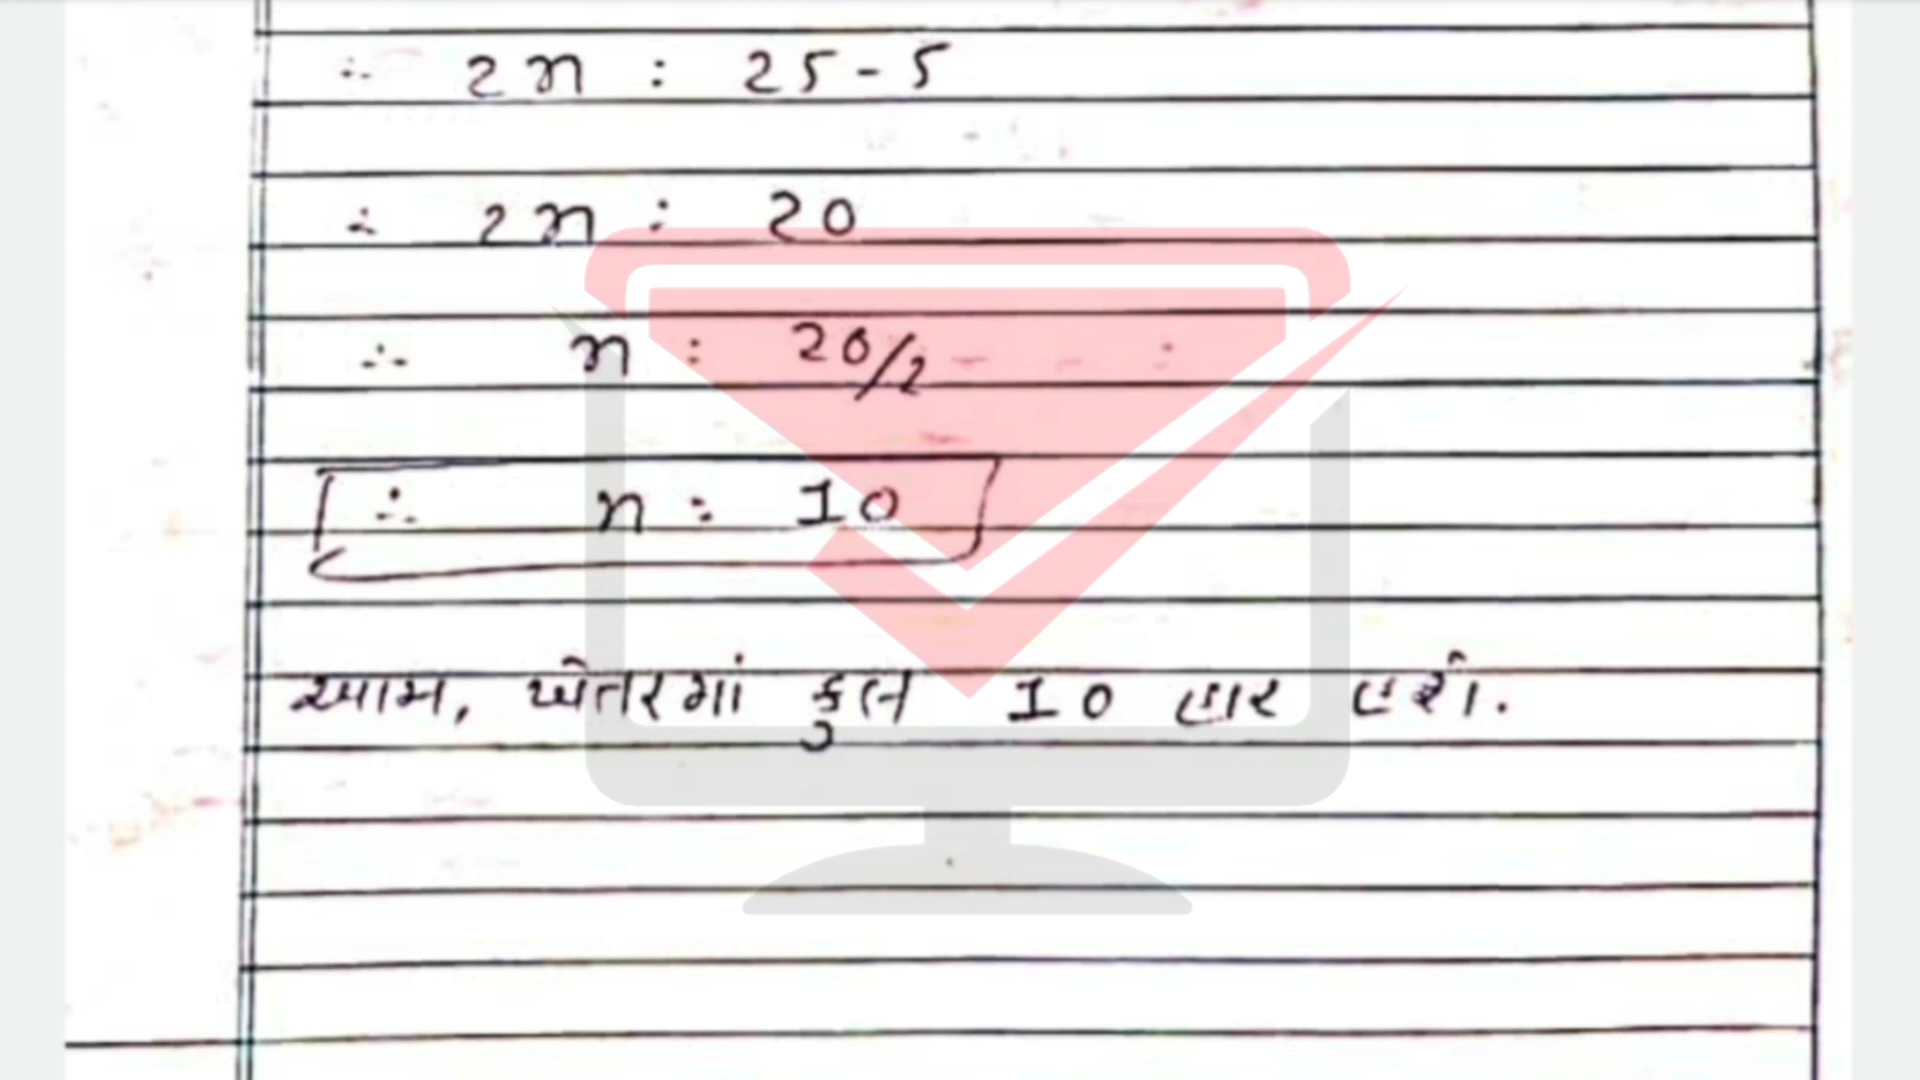 ∴ 2n = 25 - 5
∴ 2n = 20
∴ n = 20/2
∴ n = 10
આમ, ખેતરમાં કુલ 10 હાર હશે.